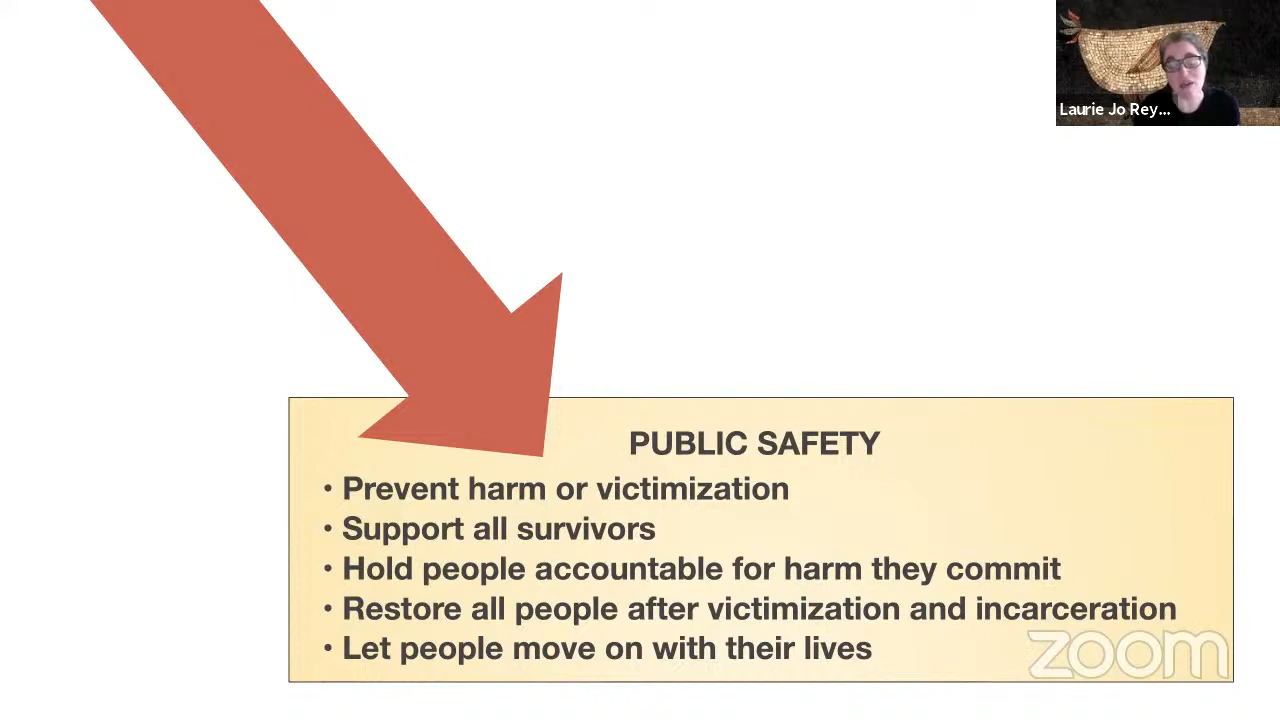 Laurie Jo Rey...
PUBLIC SAFETY
• Prevent harm or victimization
• Support all survivors
• Hold people accountable for harm they commit
• Restore all people after victimization and incarceration
• Let people move on with their lives
zoom